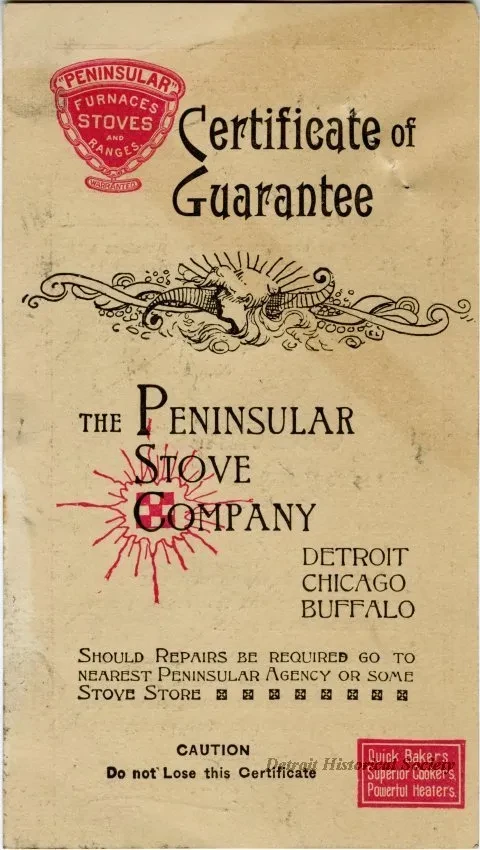 "PENINSULAR"
FURNACES
STOVES
AND
RANGES
WARRANTED
Certificate of
Guarantee
THE PENINSULAR
STOVE
COMPANY
DETROIT
CHICAGO
BUFFALO
SHOULD REPAIRS BE REQUIRED GO TO
NEAREST PENINSULAR AGENCY OR SOME
STOVE STORE
CAUTION
Do not Lose this Certificate
Detroit Historical Society
Quick Bakers,
Superior Cookers,
Powerful Heaters.